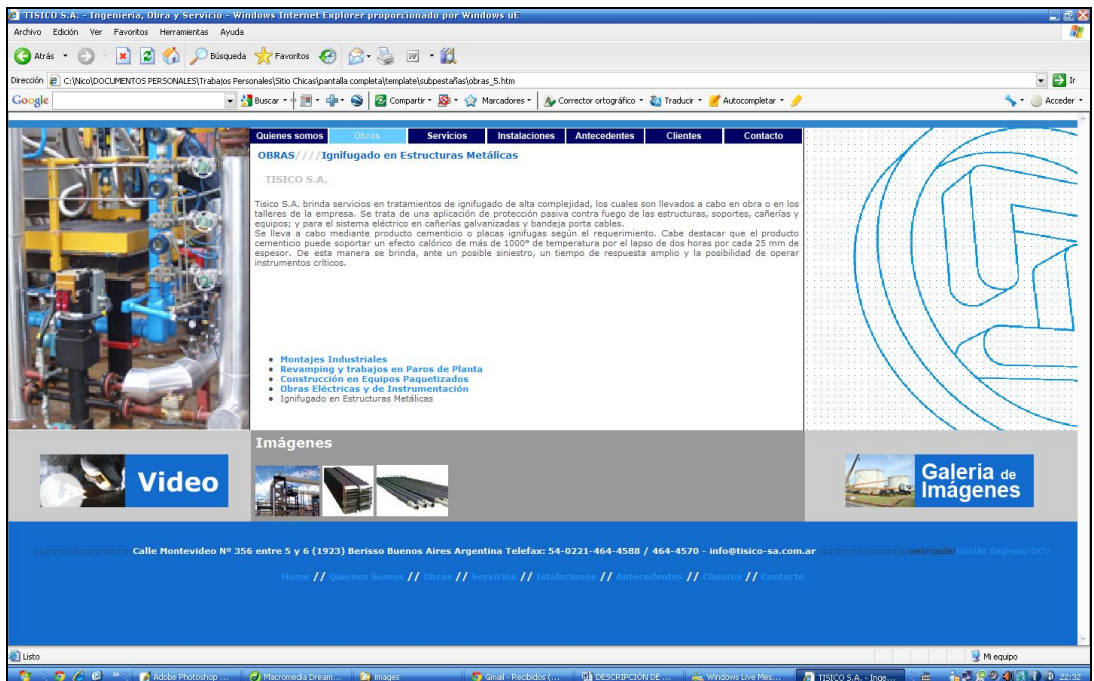 TISICO S.A. - Ingenieria, Obra y Servicio - Windows Internet Explorer proporcionado por Windows uE
Archivo Edición Ver Favoritos Herramientas Ayuda
Atrás Búsqueda Favoritos
Dirección C:\Nico\DOCUMENTOS PERSONALES\Trabajos Personales\Sitio Chicas\pantalla completa\template\subpestañas\obras_5.htm Ir
Google Buscar Compartir Marcadores Corrector ortográfico Traducir Autocompletar Acceder
Quienes somos Obras Servicios Instalaciones Antecedentes Clientes Contacto
OBRAS////Ignifugado en Estructuras Metálicas
TISICO S.A.
Tisico S.A. brinda servicios en tratamientos de ignifugado de alta complejidad, los cuales son llevados a cabo en obra o en los
talleres de la empresa. Se trata de una aplicación de protección pasiva contra fuego de las estructuras, soportes, cañerías y
equipos; y para el sistema eléctrico en cañerías galvanizadas y bandeja porta cables.
Se lleva a cabo mediante producto cementicio o placas ignifugas según el requerimiento. Cabe destacar que el producto
cementicio puede soportar un efecto calórico de más de 1000° de temperatura por el lapso de dos horas por cada 25 mm de
espesor. De esta manera se brinda, ante un posible siniestro, un tiempo de respuesta amplio y la posibilidad de operar
instrumentos críticos.
Montajes Industriales
Revamping y trabajos en Paros de Planta
Construcción en Equipos Paquetizados
Obras Eléctricas y de Instrumentación
Ignifugado en Estructuras Metálicas
Imágenes
Video
Galeria de
Imágenes
Calle Montevideo Nº 356 entre 5 y 6 (1923) Berisso Buenos Aires Argentina Telefax: 54-0221-464-4588 / 464-4570 - info@tisico-sa.com.ar webmaster Nicolás Saghessi DCV
Home // Quienes Somos // Obras // Servicios // Istalaciones // Antecedentes // Clientes // Contacto
Listo Mi equipo
Adobe Photoshop ... Macromedia Dream... images Gmail - Recibidos (... DESCRIPCIÓN DE ... Windows Live Mes... TISICO S.A. - Inge... 22:32